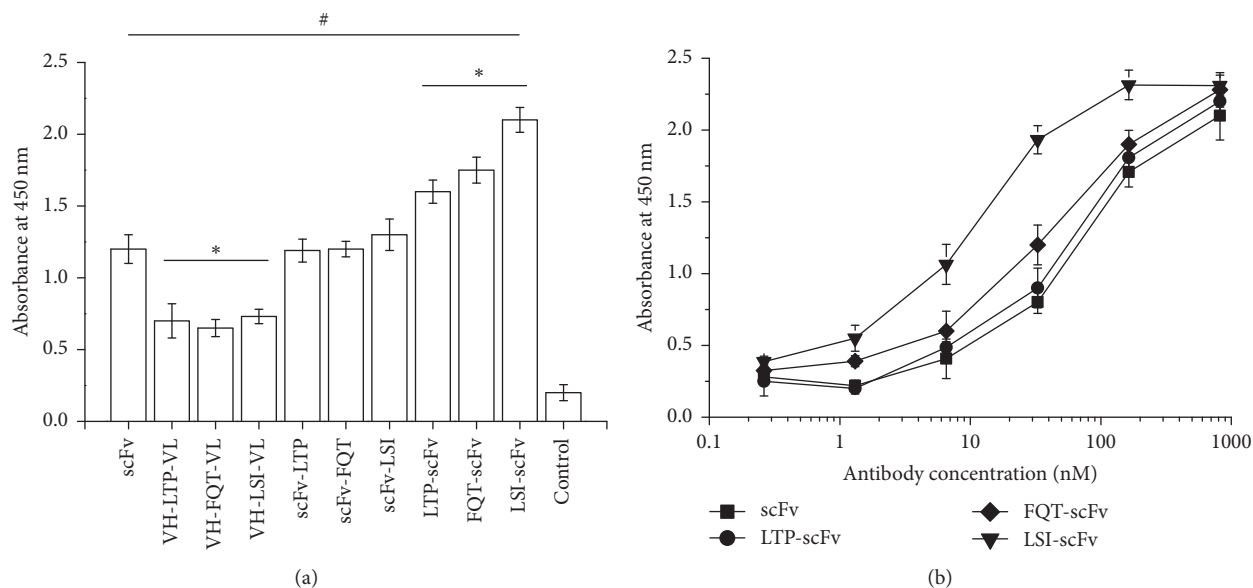 #
*
*
2.5
2.0
1.5
1.0
0.5
0.0
Absorbance at 450 nm
scFv
VH-LTP-VL
VH-FQT-VL
VH-LSI-VL
scFv-LTP
scFv-FQT
scFv-LSI
LTP-scFv
FQT-scFv
LSI-scFv
Control
(a)
2.5
2.0
1.5
1.0
0.5
0.0
Absorbance at 450 nm
0.1 1 10 100 1000
Antibody concentration (nM)
scFv FQT-scFv
LTP-scFv LSI-scFv
(b)